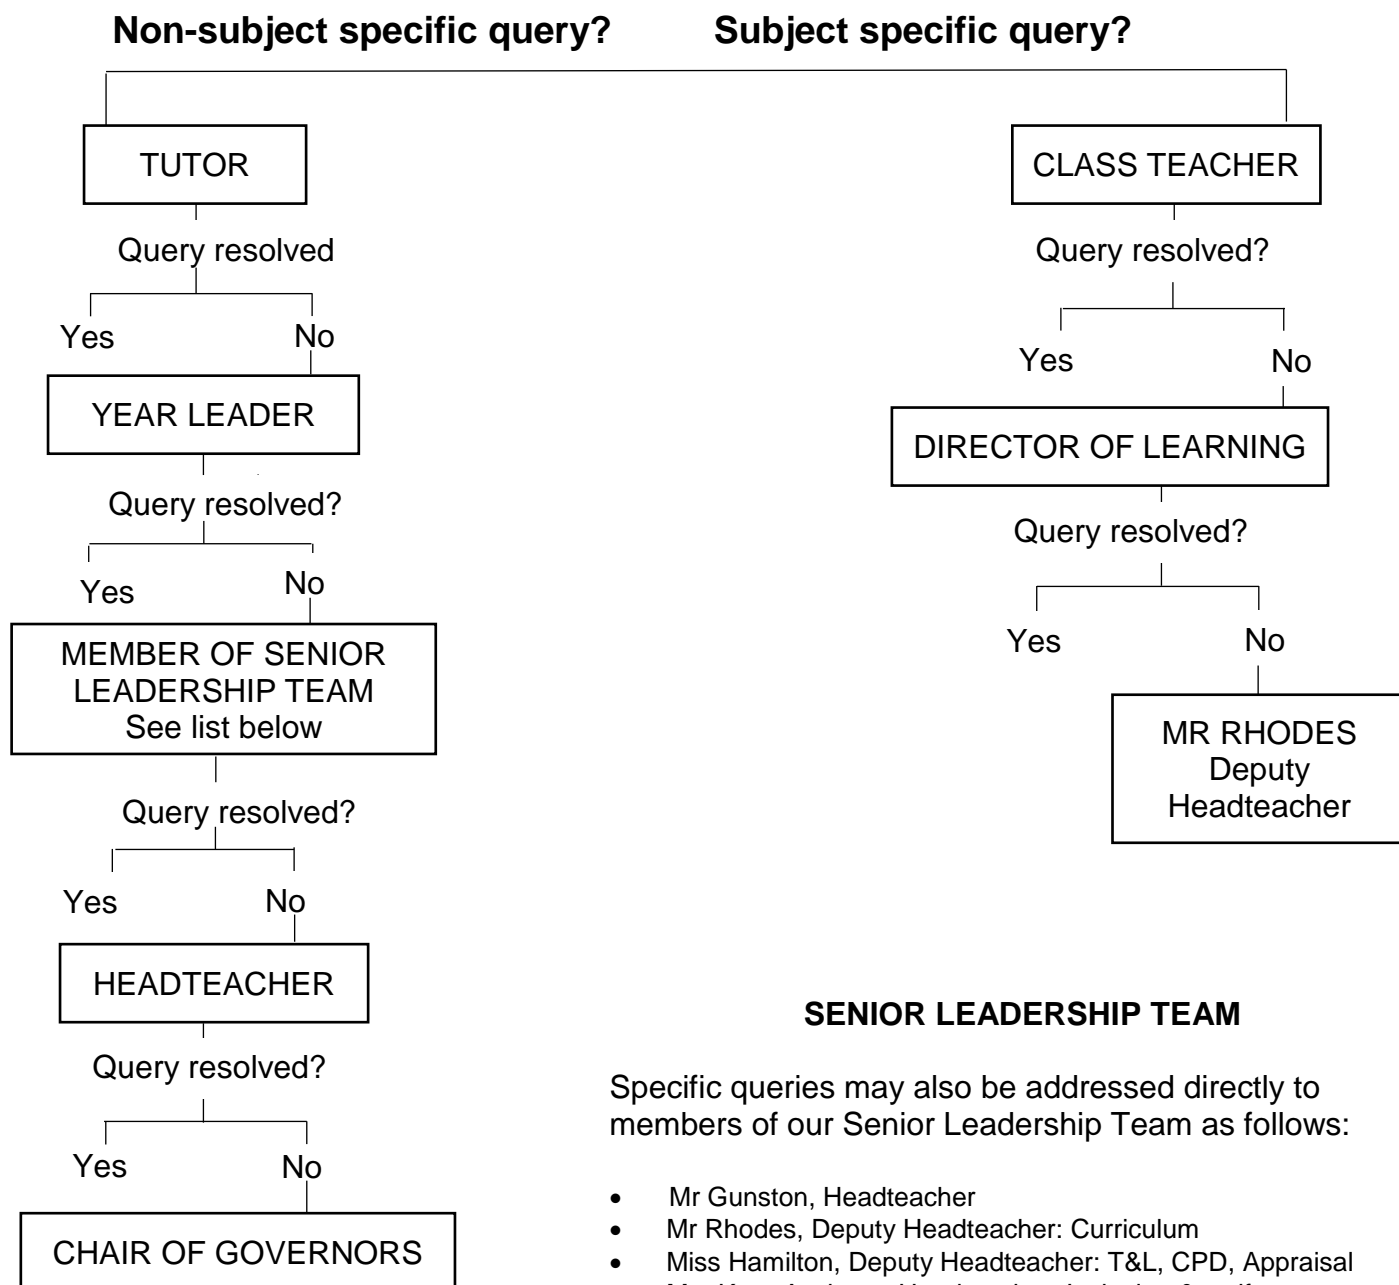 Non-subject specific query?
Subject specific query?
TUTOR
Query resolved
Yes
No
YEAR LEADER
Query resolved?
Yes
No
MEMBER OF SENIOR
LEADERSHIP TEAM
See list below
Query resolved?
Yes
No
HEADTEACHER
Query resolved?
Yes
No
CHAIR OF GOVERNORS
CLASS TEACHER
Query resolved?
Yes
No
DIRECTOR OF LEARNING
Query resolved?
Yes
No
MR RHODES
Deputy
Headteacher
SENIOR LEADERSHIP TEAM
Specific queries may also be addressed directly to
members of our Senior Leadership Team as follows:
• Mr Gunston, Headteacher
• Mr Rhodes, Deputy Headteacher: Curriculum
• Miss Hamilton, Deputy Headteacher: T&L, CPD, Appraisal